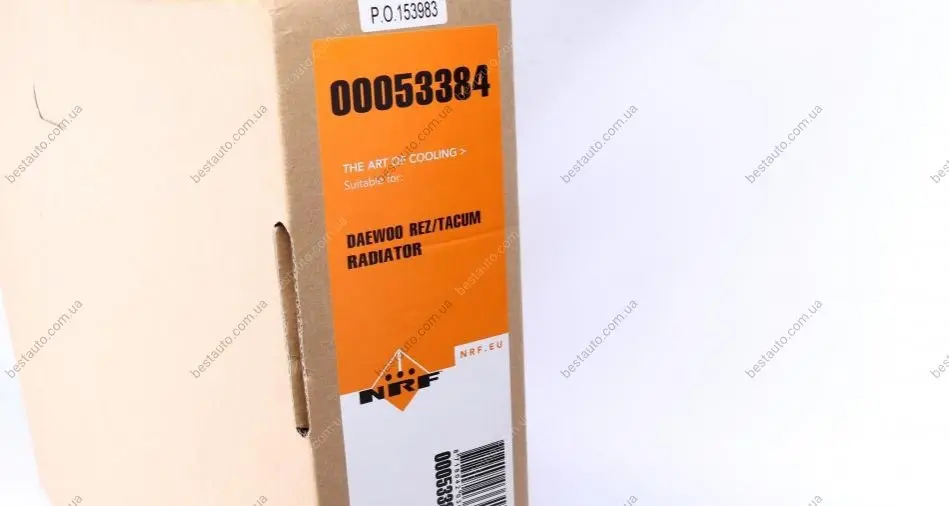 P.O.153983
00053384
THE ART OF COOLING >
Suitable for:
DAEWOO REZ/TACUM
RADIATOR
NRF.EU
NRF
bestauto.com.ua